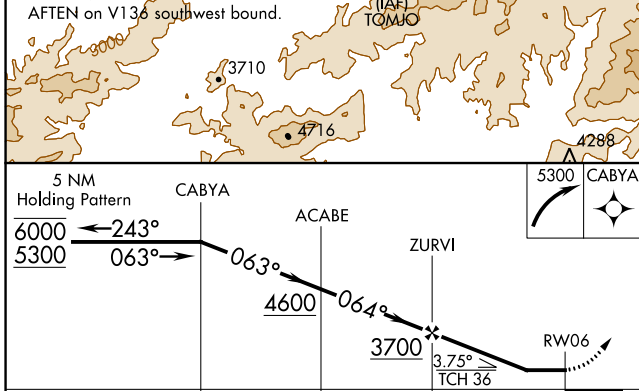 AFTEN on V136 southwest bound.
(IAF)
TOMJO
3000
3710
4716
4288
5 NM
Holding Pattern
CABYA
ACABE
ZURVI
5300
CABYA
6000
5300
243°
063°
063°
4600
064°
3700
3.75°
TCH 36
RW06